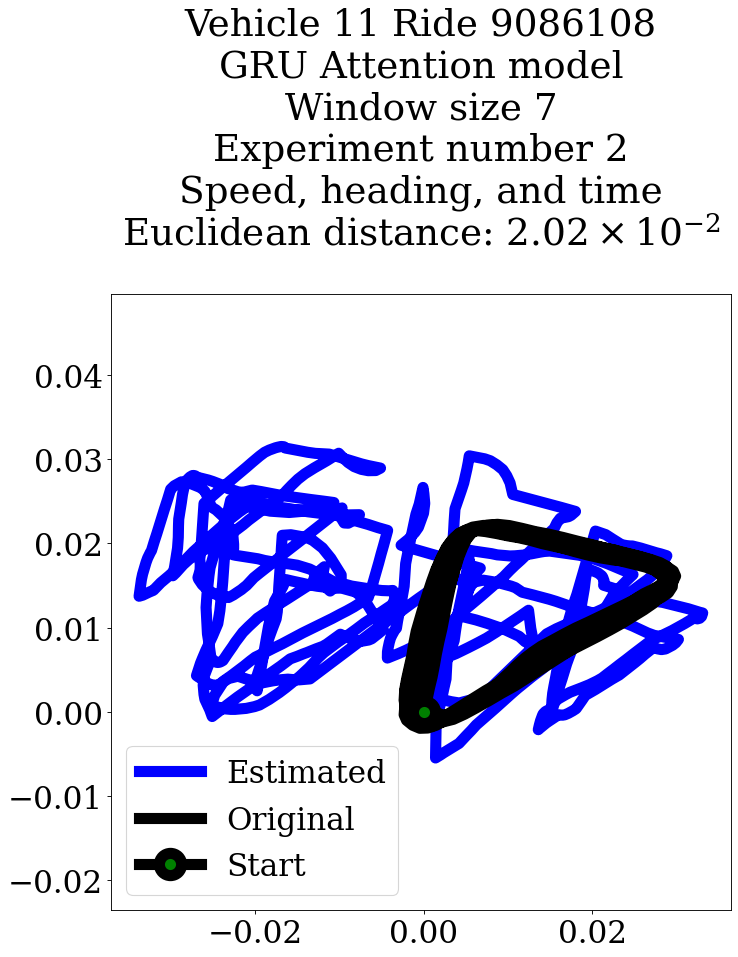 Vehicle 11 Ride 9086108
GRU Attention model
Window size 7
Experiment number 2
Speed, heading, and time
Euclidean distance: 2.02 × 10⁻²
0.04
0.03
0.02
0.01
0.00
−0.01
−0.02
Estimated
Original
Start
−0.02 0.00 0.02